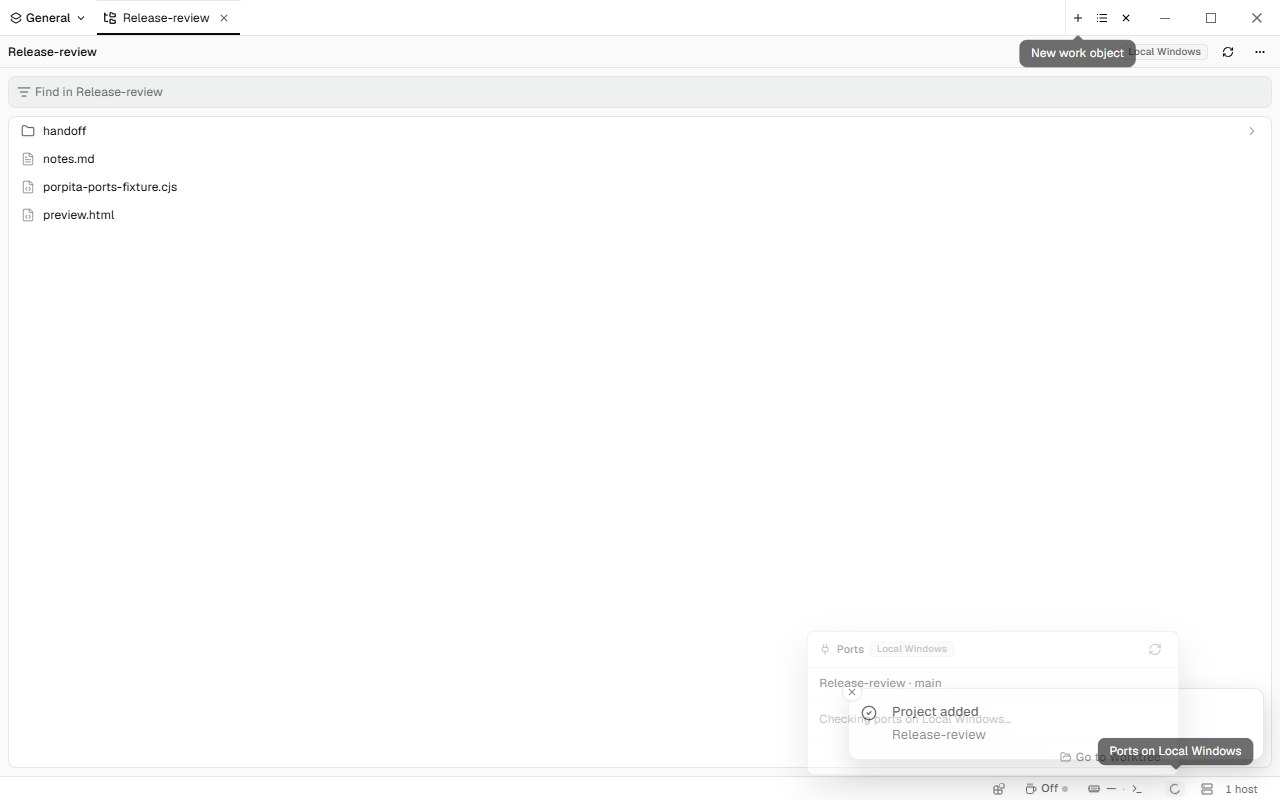 General
Release-review
Release-review
New work object
Local Windows
Find in Release-review
handoff
notes.md
porpita-ports-fixture.cjs
preview.html
Ports
Local Windows
Release-review · main
Checking ports on Local Windows...
Project added
Release-review
Go to Worktree
Ports on Local Windows
Off
— ·
1 host